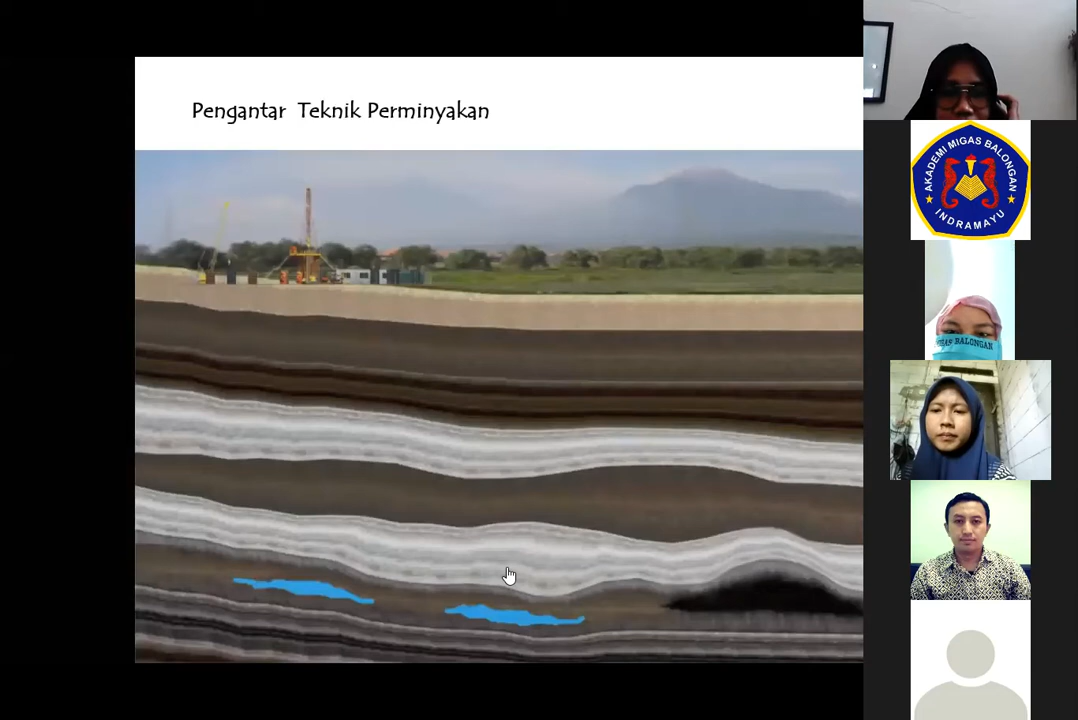 Pengantar Teknik Perminyakan
AKADEMI MIGAS BALONGAN
INDRAMAYU
BALONGAN